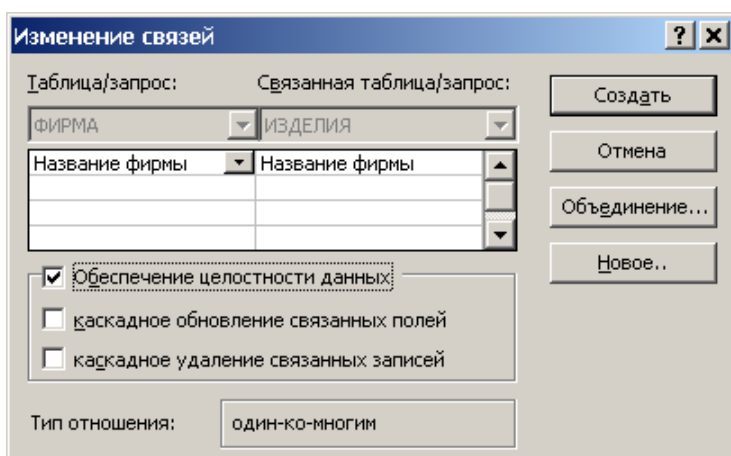 Изменение связей
Таблица/запрос: Связанная таблица/запрос:
ФИРМА ИЗДЕЛИЯ
Название фирмы Название фирмы
Обеспечение целостности данных
каскадное обновление связанных полей
каскадное удаление связанных записей
Тип отношения: один-ко-многим
Создать
Отмена
Объединение...
Новое..